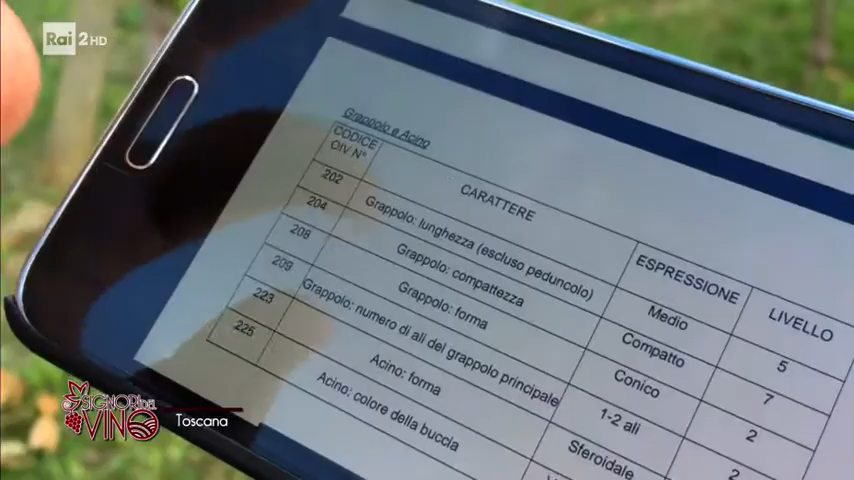 Rai 2 HD
Grappolo e Acino
CODICE OIV N° CARATTERE ESPRESSIONE LIVELLO
202 Grappolo: lunghezza (escluso peduncolo) Medio 5
204 Grappolo: compattezza Compatto 7
208 Grappolo: forma Conico 2
209 Grappolo: numero di ali del grappolo principale 1-2 ali 2
223 Acino: forma Sferoidale
225 Acino: colore della buccia
SIGNORI DEL
VINO
Toscana